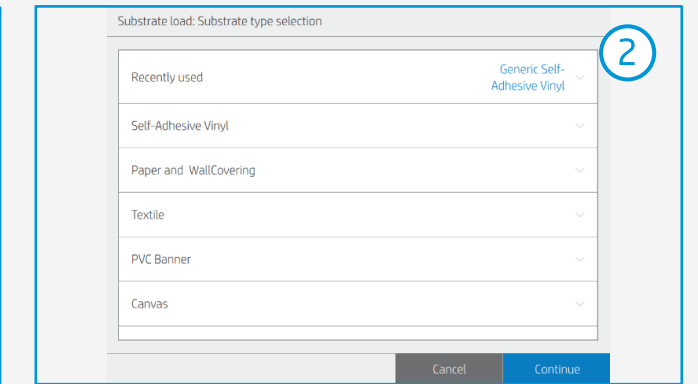 Substrate load: Substrate type selection
2
Recently used
Generic Self-
Adhesive Vinyl
Self-Adhesive Vinyl
Paper and WallCovering
Textile
PVC Banner
Canvas
Cancel
Continue